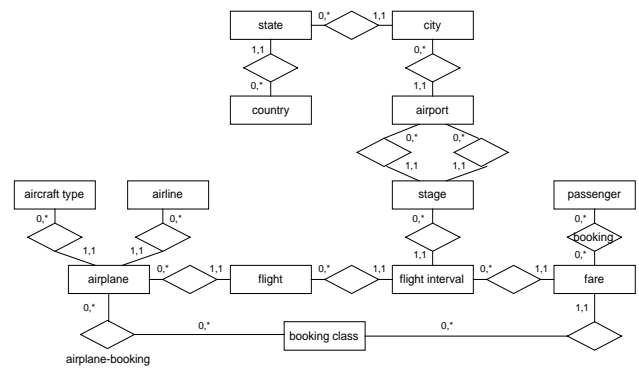 state 0,* 1,1 city
1,1 0,*
0,* 1,1
country airport
0,* 0,*
1,1 1,1
aircraft type airline stage passenger
0,* 0,* 0,* 0,*
booking
1,1 1,1 1,1 0,*
airplane 0,* 1,1 flight 0,* 1,1 flight interval 0,* 1,1 fare
0,* 1,1
0,* booking class 0,*
airplane-booking